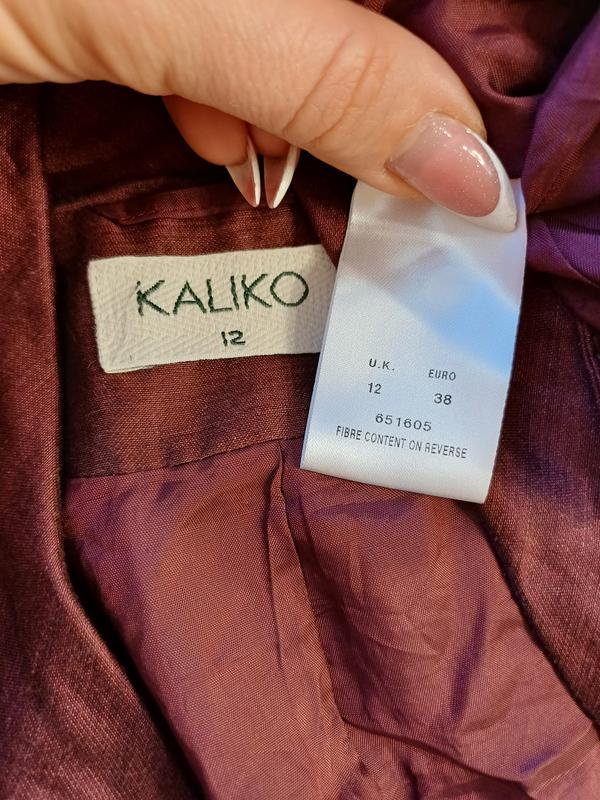 KALIKO
12
U.K. EURO
12 38
651605
FIBRE CONTENT ON REVERSE